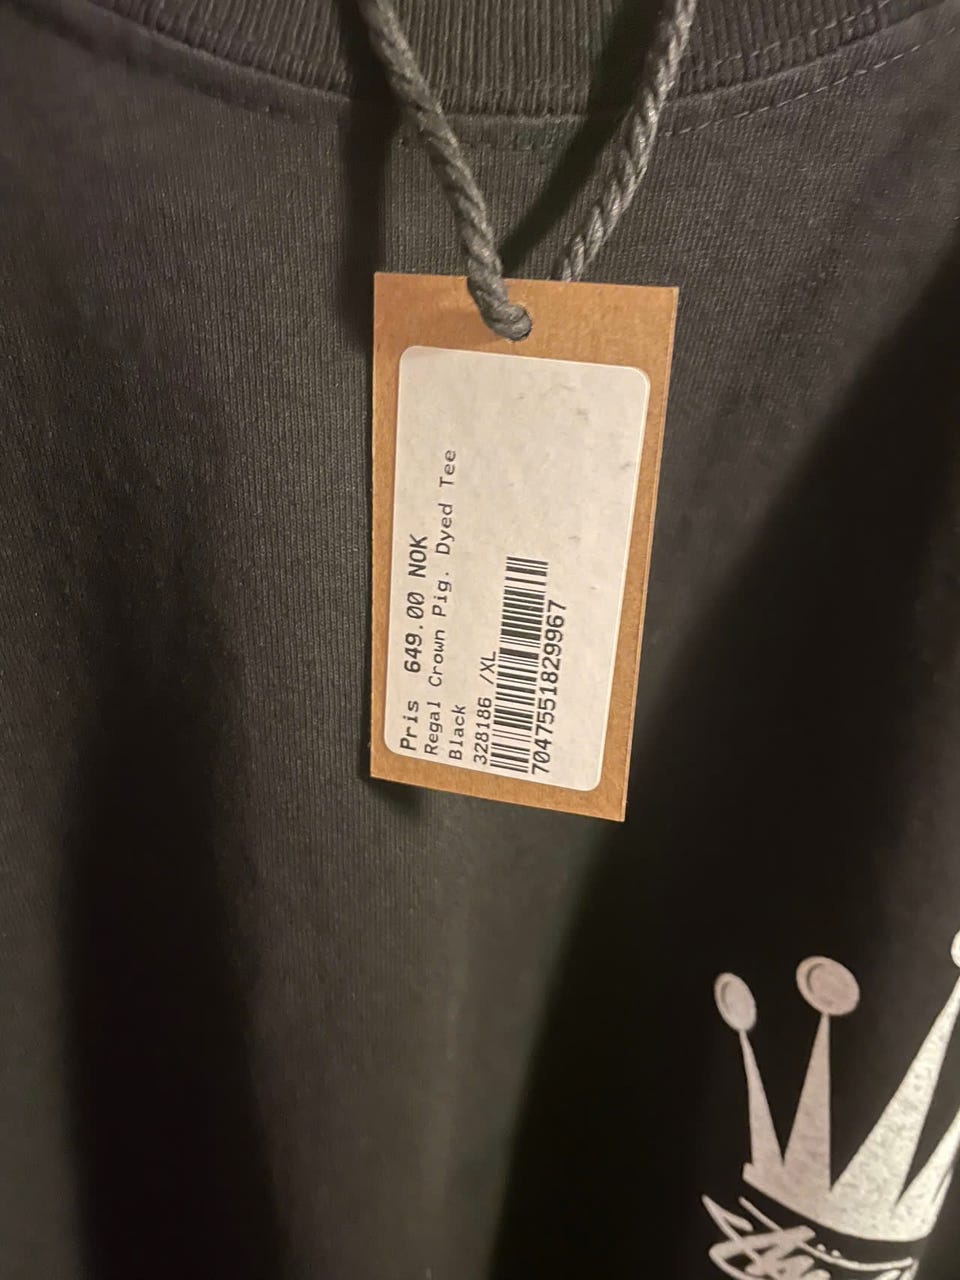 Pris 649.00 NOK
Regal Crown Pig. Dyed Tee
Black
328186 /XL
7047551829967